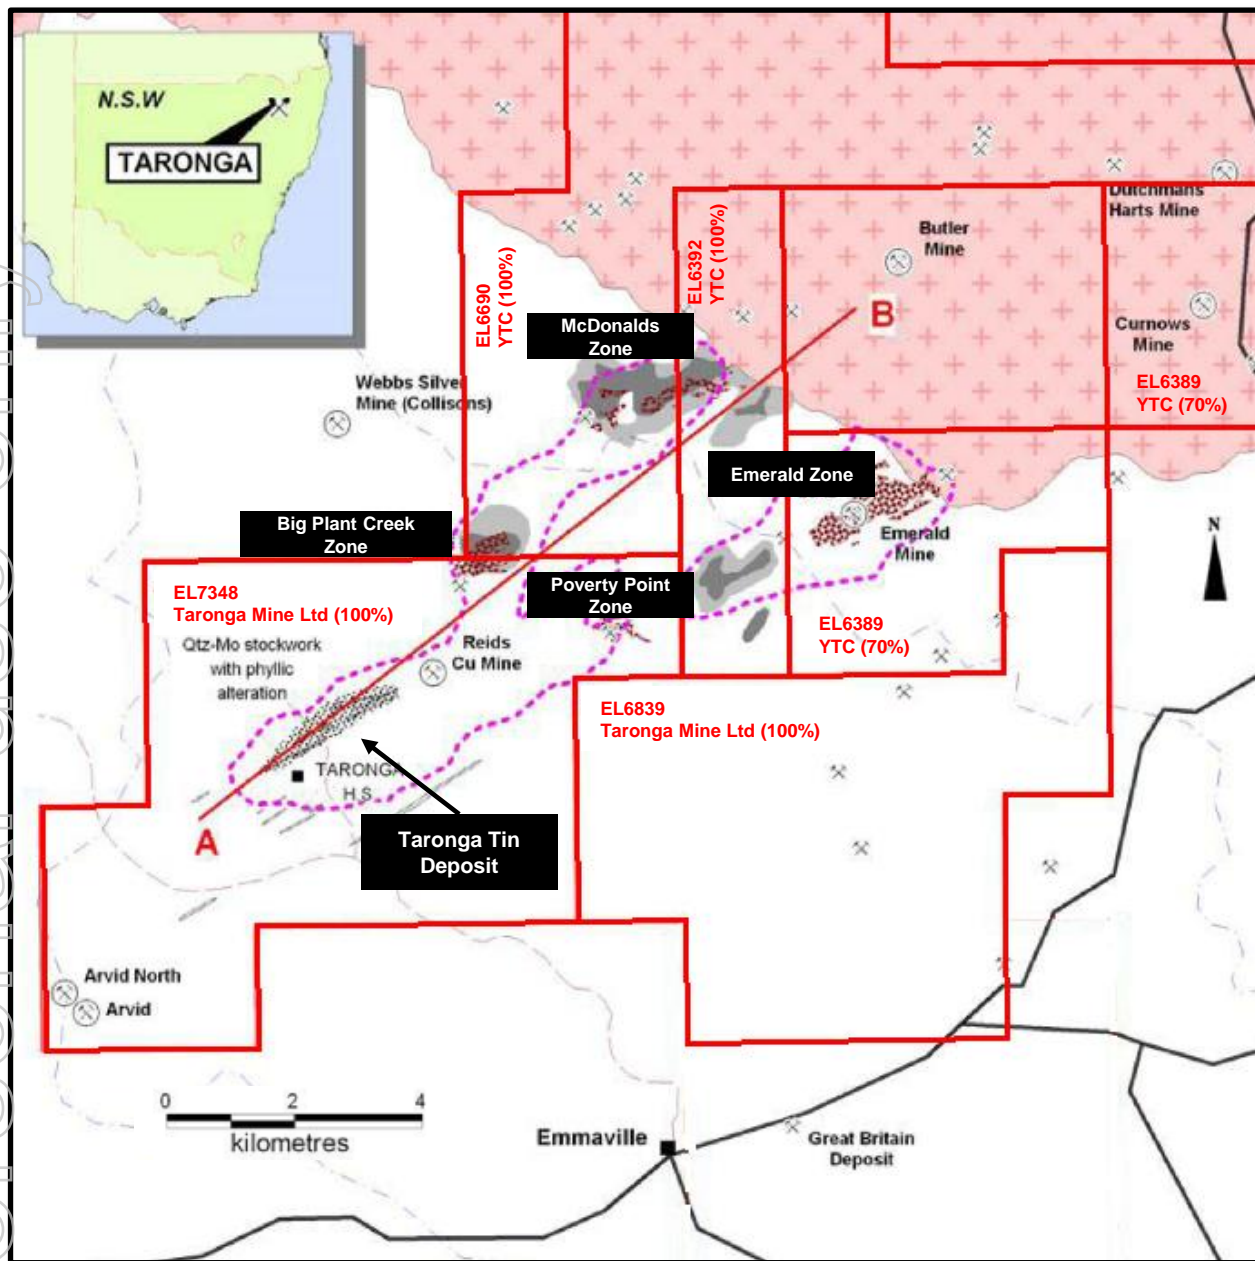 N.S.W
TARONGA
Dutchmans
Harts Mine
Butler
Mine
EL6690
YTC (100%)
EL6392
YTC (100%)
B
McDonalds
Zone
Curnows
Mine
EL6389
YTC (70%)
Webbs Silver
Mine (Collisons)
Emerald Zone
Big Plant Creek
Zone
Emerald
Mine
N
Poverty Point
Zone
EL7348
Taronga Mine Ltd (100%)
EL6389
YTC (70%)
Qtz-Mo stockwork
with phyllic
alteration
Reids
Cu Mine
EL6839
Taronga Mine Ltd (100%)
TARONGA
H.S
A
Taronga Tin
Deposit
Arvid North
Arvid
0 2 4
kilometres
Emmaville
Great Britain
Deposit